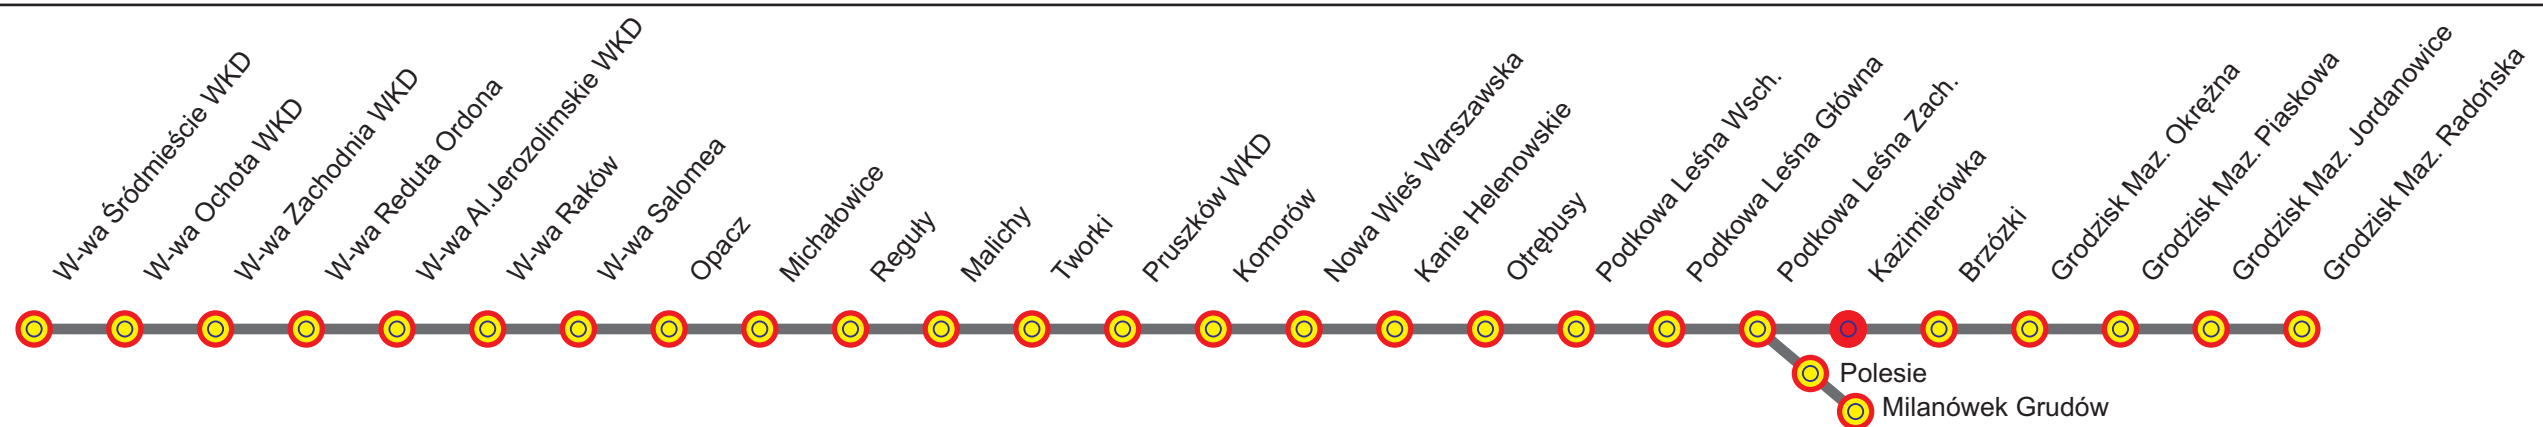 W-wa Śródmieście WKD
W-wa Ochota WKD
W-wa Zachodnia WKD
W-wa Reduta Ordona
W-wa Al.Jerozolimskie WKD
W-wa Raków
W-wa Salomea
Opacz
Michałowice
Reguły
Malichy
Tworki
Pruszków WKD
Komorów
Nowa Wieś Warszawska
Kanie Helenowskie
Otrębusy
Podkowa Leśna Wsch.
Podkowa Leśna Główna
Podkowa Leśna Zach.
Kazimierówka
Brzózki
Grodzisk Maz. Okrężna
Grodzisk Maz. Piaskowa
Grodzisk Maz. Jordanowice
Grodzisk Maz. Radońska
Polesie
Milanówek Grudów